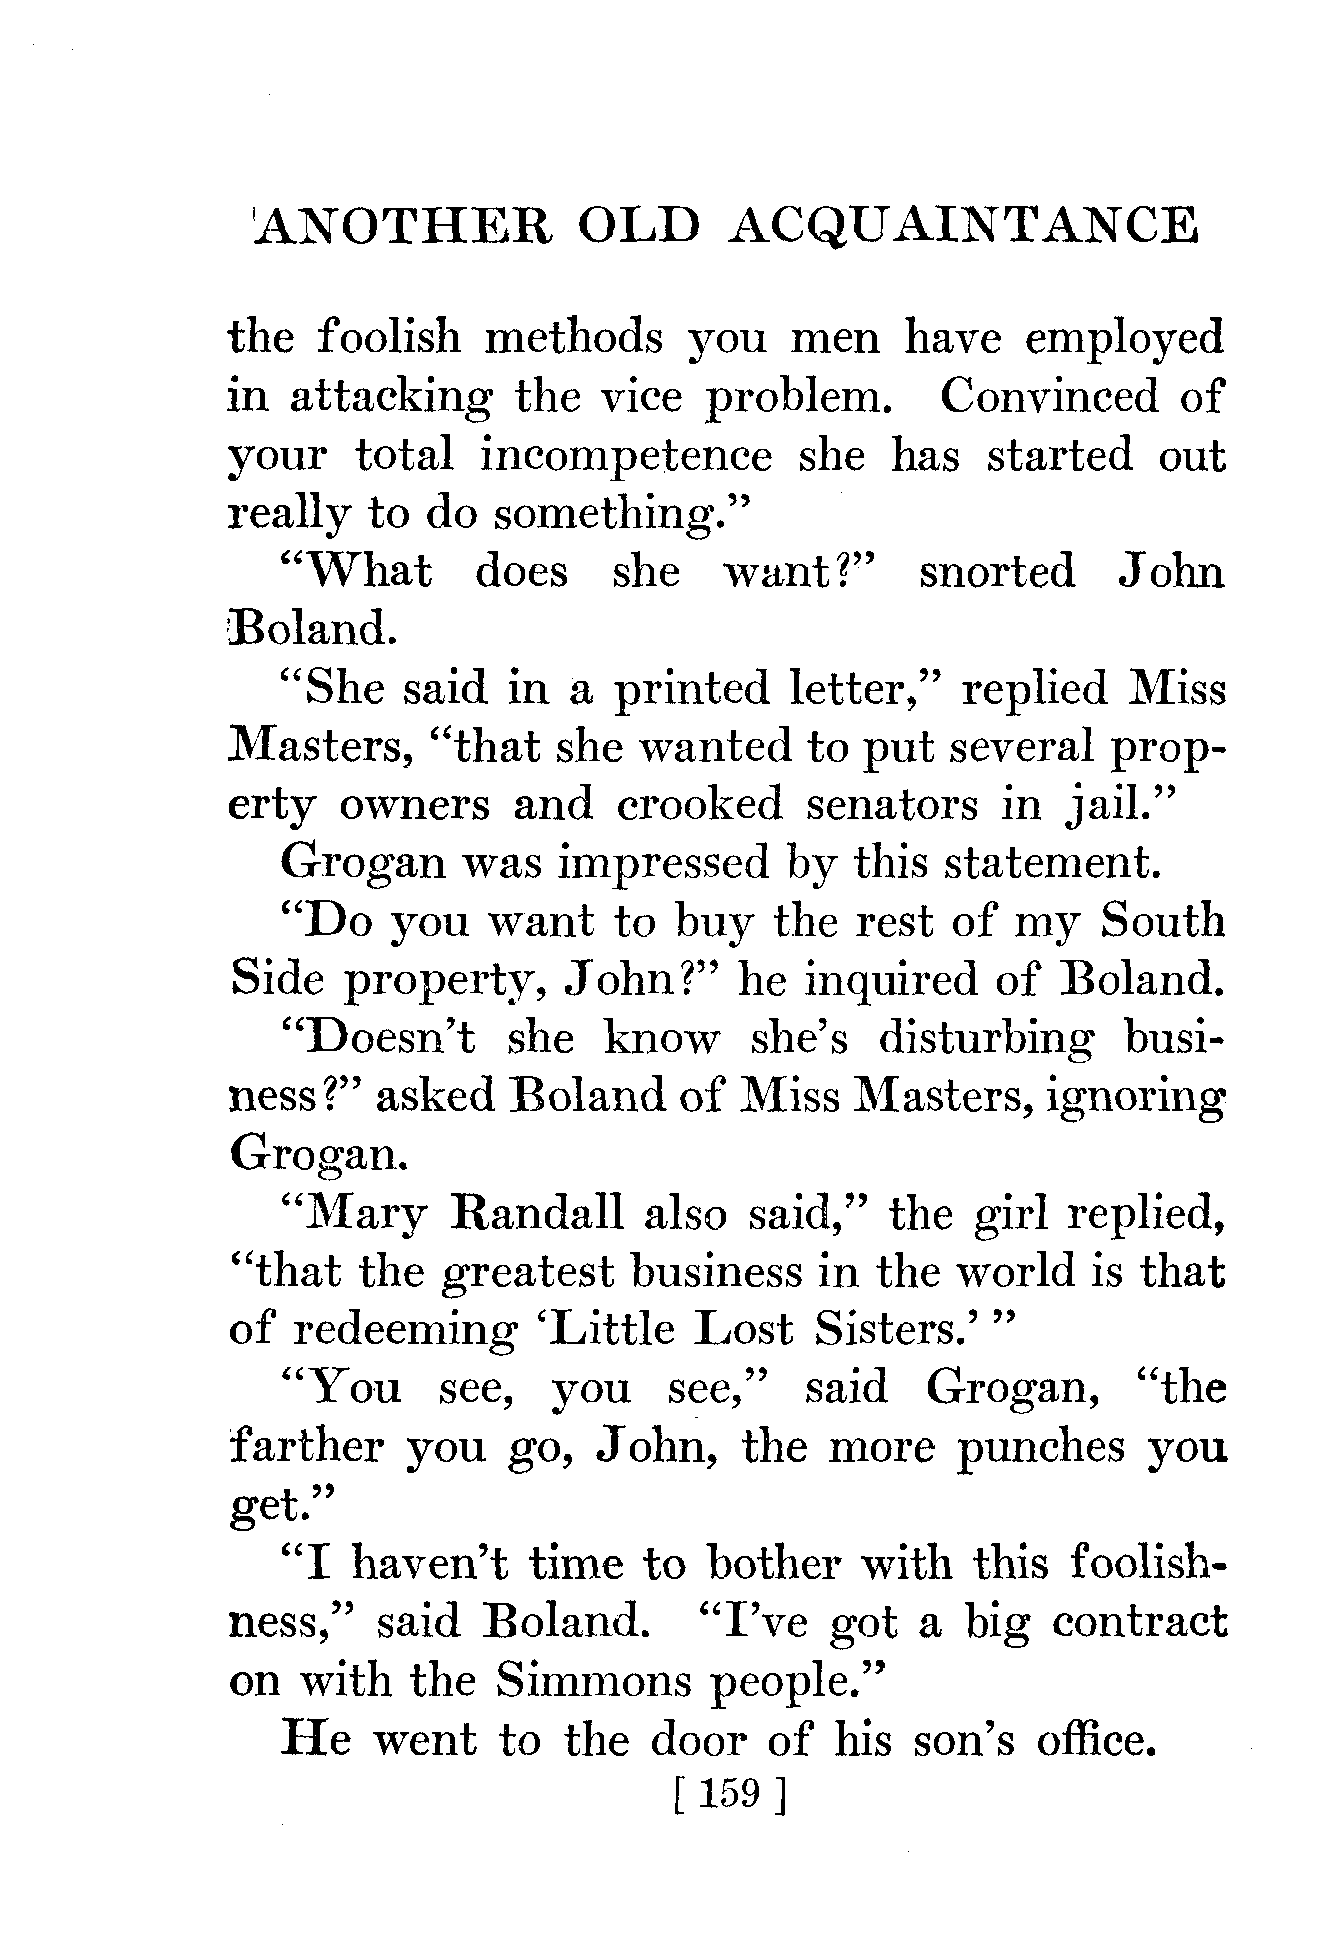 ANOTHER OLD ACQUAINTANCE
the foolish methods you men have employed
in attacking the vice problem. Convinced of
your total incompetence she has started out
really to do something.”
“What does she want?” snorted John
Boland.
“She said in a printed letter,” replied Miss
Masters, “that she wanted to put several prop-
erty owners and crooked senators in jail.”
Grogan was impressed by this statement.
“Do you want to buy the rest of my South
Side property, John?” he inquired of Boland.
“Doesn’t she know she’s disturbing busi-
ness?” asked Boland of Miss Masters, ignoring
Grogan.
“Mary Randall also said,” the girl replied,
“that the greatest business in the world is that
of redeeming ‘Little Lost Sisters.’ ”
“You see, you see,” said Grogan, “the
farther you go, John, the more punches you
get.”
“I haven’t time to bother with this foolish-
ness,” said Boland. “I’ve got a big contract
on with the Simmons people.”
He went to the door of his son’s office.
[ 159 ]